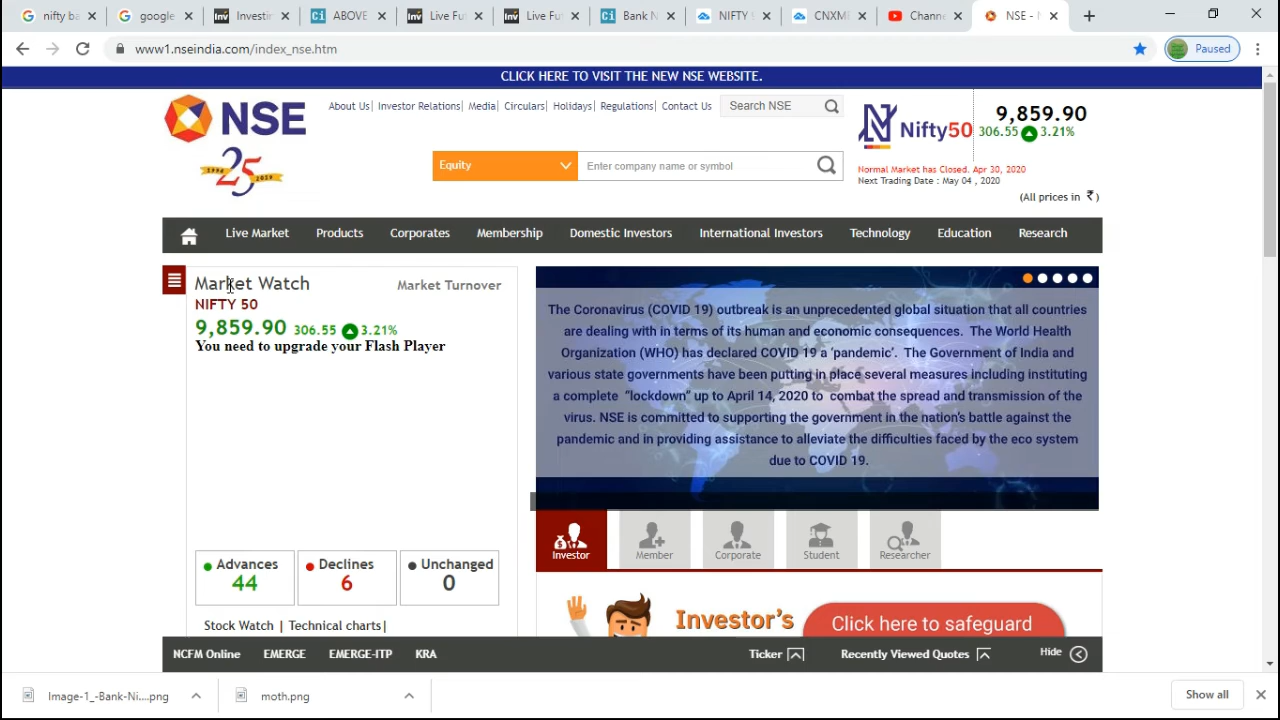 nifty ba
google
Investin
ABOVE
Live Fut
Live Fut
Bank N
NIFTY
CNXMI
Channe
NSE - N
www1.nseindia.com/index_nse.htm
Paused
CLICK HERE TO VISIT THE NEW NSE WEBSITE.
NSE
About Us| Investor Relations| Media| Circulars| Holidays| Regulations| Contact Us
Search NSE
Nifty50
9,859.90
306.55 3.21%
25
Equity
Enter company name or symbol
Normal Market has Closed. Apr 30, 2020
Next Trading Date : May 04 , 2020
(All prices in ₹)
Live Market Products Corporates Membership Domestic Investors International Investors Technology Education Research
Market Watch
Market Turnover
NIFTY 50
9,859.90 306.55 3.21%
You need to upgrade your Flash Player
The Coronavirus (COVID 19) outbreak is an unprecedented global situation that all countries
are dealing with in terms of its human and economic consequences. The World Health
Organization (WHO) has declared COVID 19 a ‘pandemic’. The Government of India and
various state governments have been putting in place several measures including instituting
a complete “lockdown” up to April 14, 2020 to combat the spread and transmission of the
virus. NSE is committed to supporting the government in the nation's battle against the
pandemic and in providing assistance to alleviate the difficulties faced by the eco system
due to COVID 19.
Investor Member Corporate Student Researcher
Advances Declines Unchanged
44 6 0
Investor's
Click here to safeguard
Stock Watch | Technical charts|
NCFM Online EMERGE EMERGE-ITP KRA
Ticker Recently Viewed Quotes Hide
Image-1_-Bank-Ni....png
moth.png
Show all